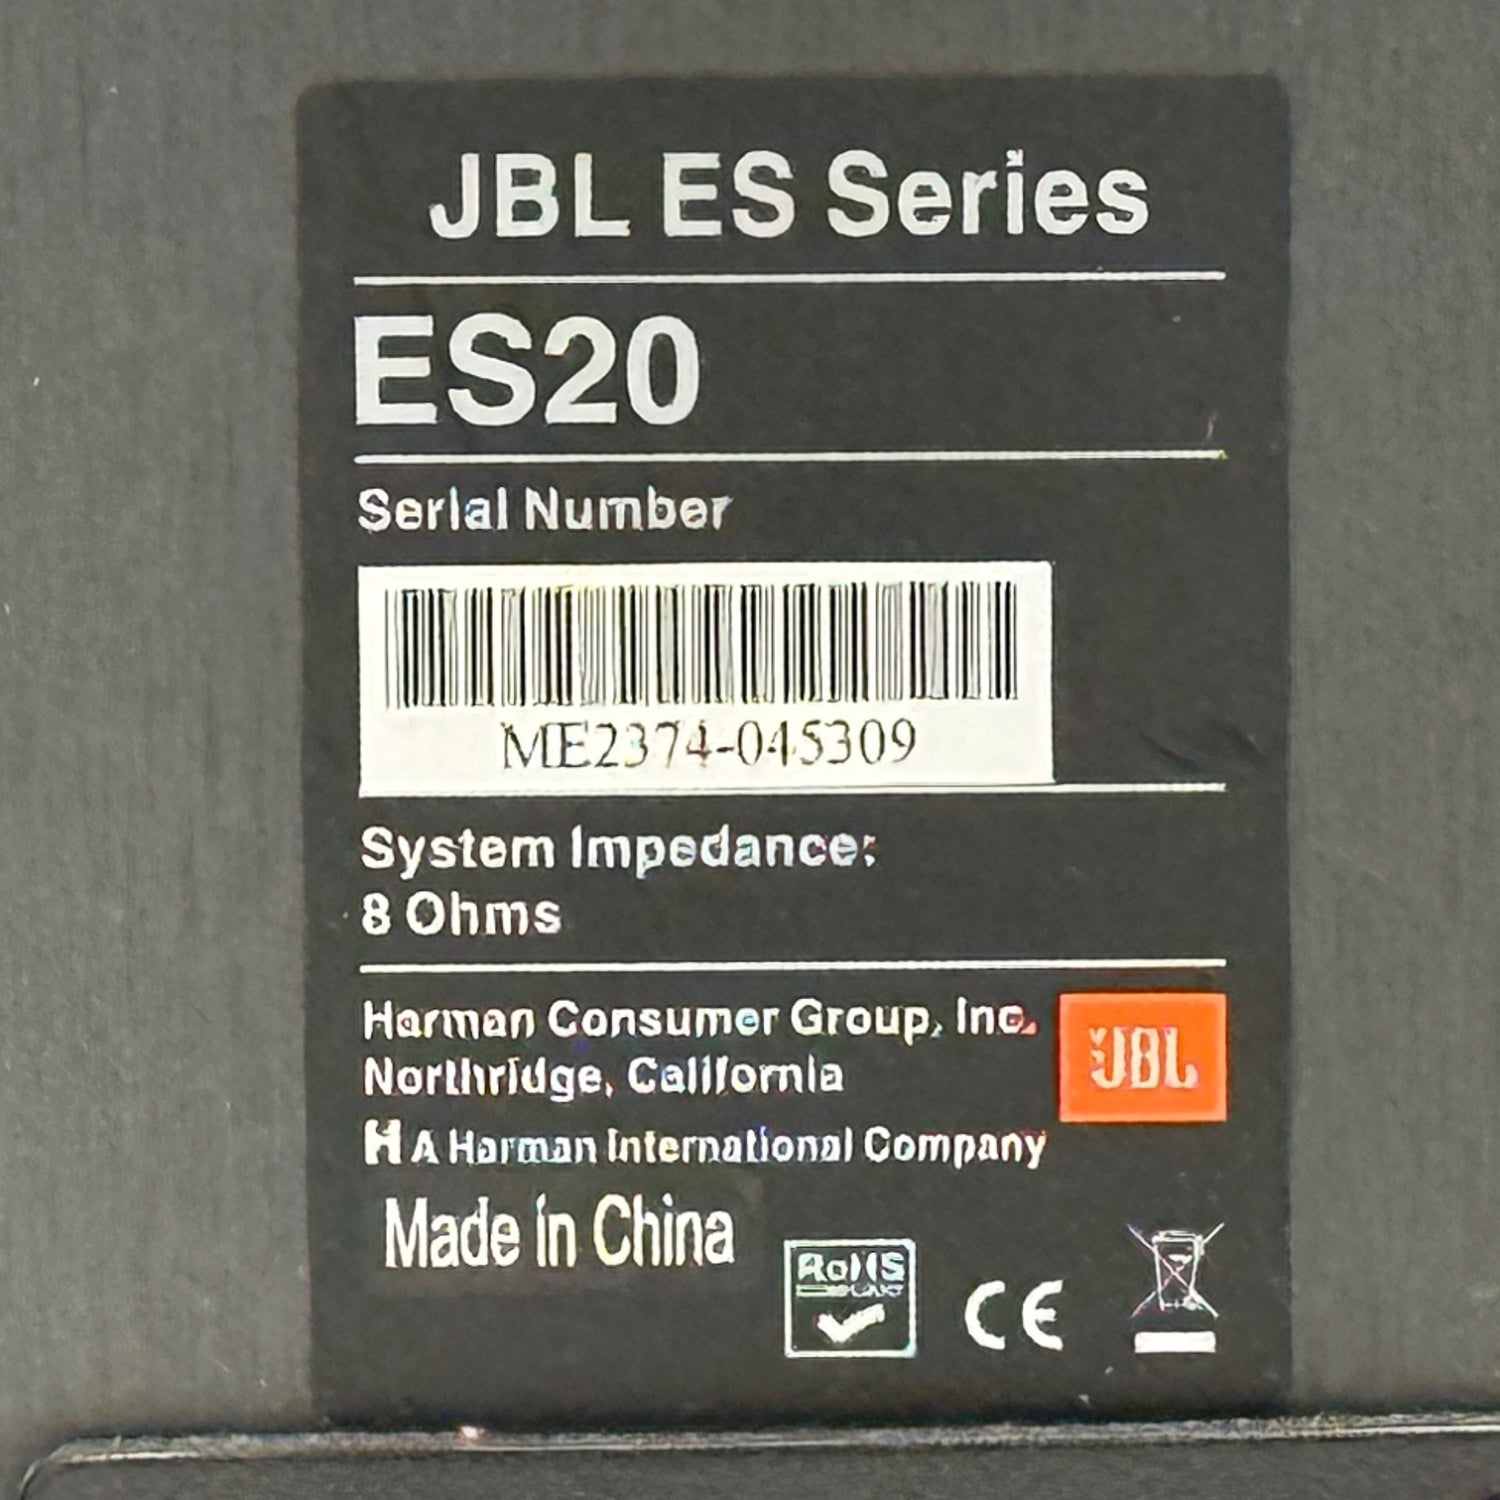 JBL ES Series
ES20
Serial Number
ME2374-045309
System Impedance:
8 Ohms
Harman Consumer Group, Inc.
Northridge, California
JBL
H A Harman International Company
Made in China
RoHS
CE